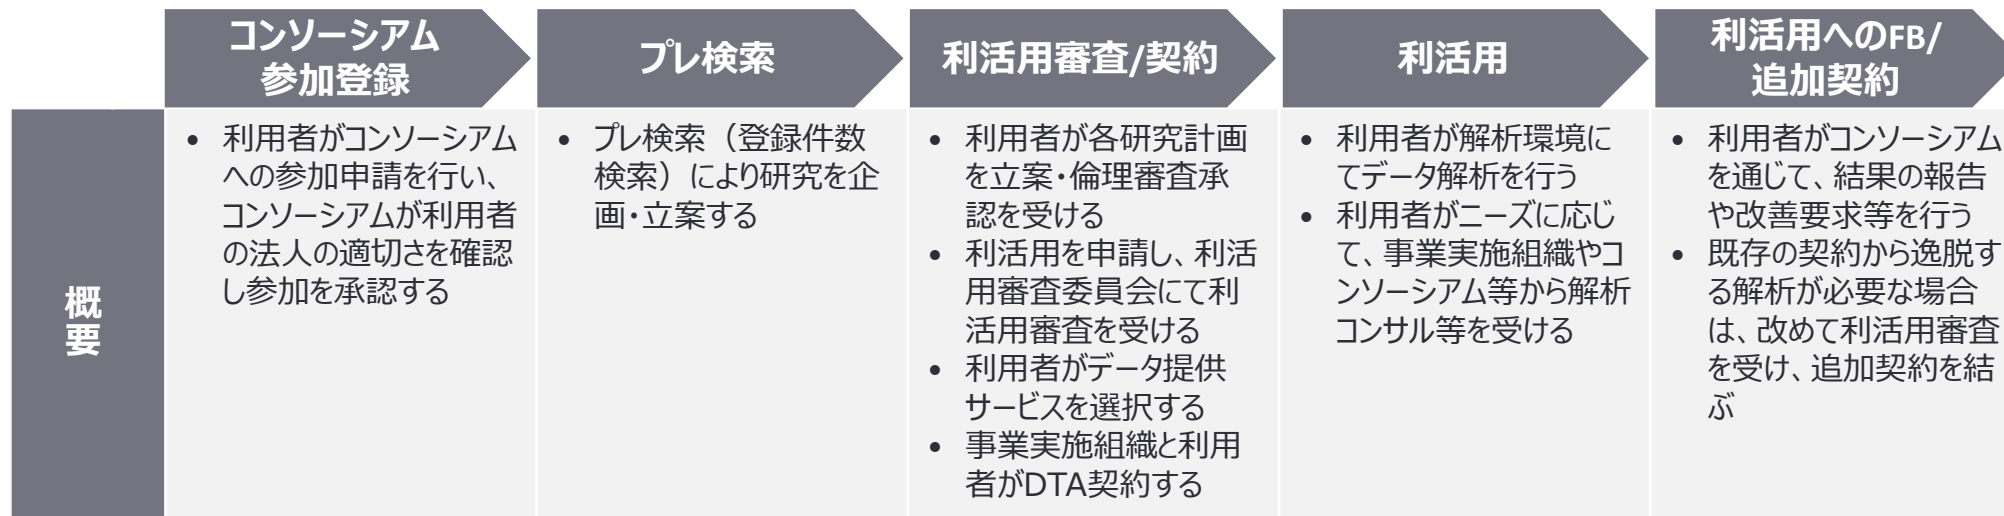 コンソーシアム
参加登録
プレ検索
利活用審査/契約
利活用
利活用へのFB/
追加契約
概要
• 利用者がコンソーシアム
への参加申請を行い、
コンソーシアムが利用者
の法人の適切さを確認
し参加を承認する
• プレ検索（登録件数
検索）により研究を企
画・立案する
• 利用者が各研究計画
を立案・倫理審査承
認を受ける
• 利活用を申請し、利活
用審査委員会にて利
活用審査を受ける
• 利用者がデータ提供
サービスを選択する
• 事業実施組織と利用
者がDTA契約する
• 利用者が解析環境に
てデータ解析を行う
• 利用者がニーズに応じ
て、事業実施組織やコ
ンソーシアム等から解析
コンサル等を受ける
• 利用者がコンソーシアム
を通じて、結果の報告
や改善要求等を行う
• 既存の契約から逸脱す
る解析が必要な場合
は、改めて利活用審査
を受け、追加契約を結
ぶ